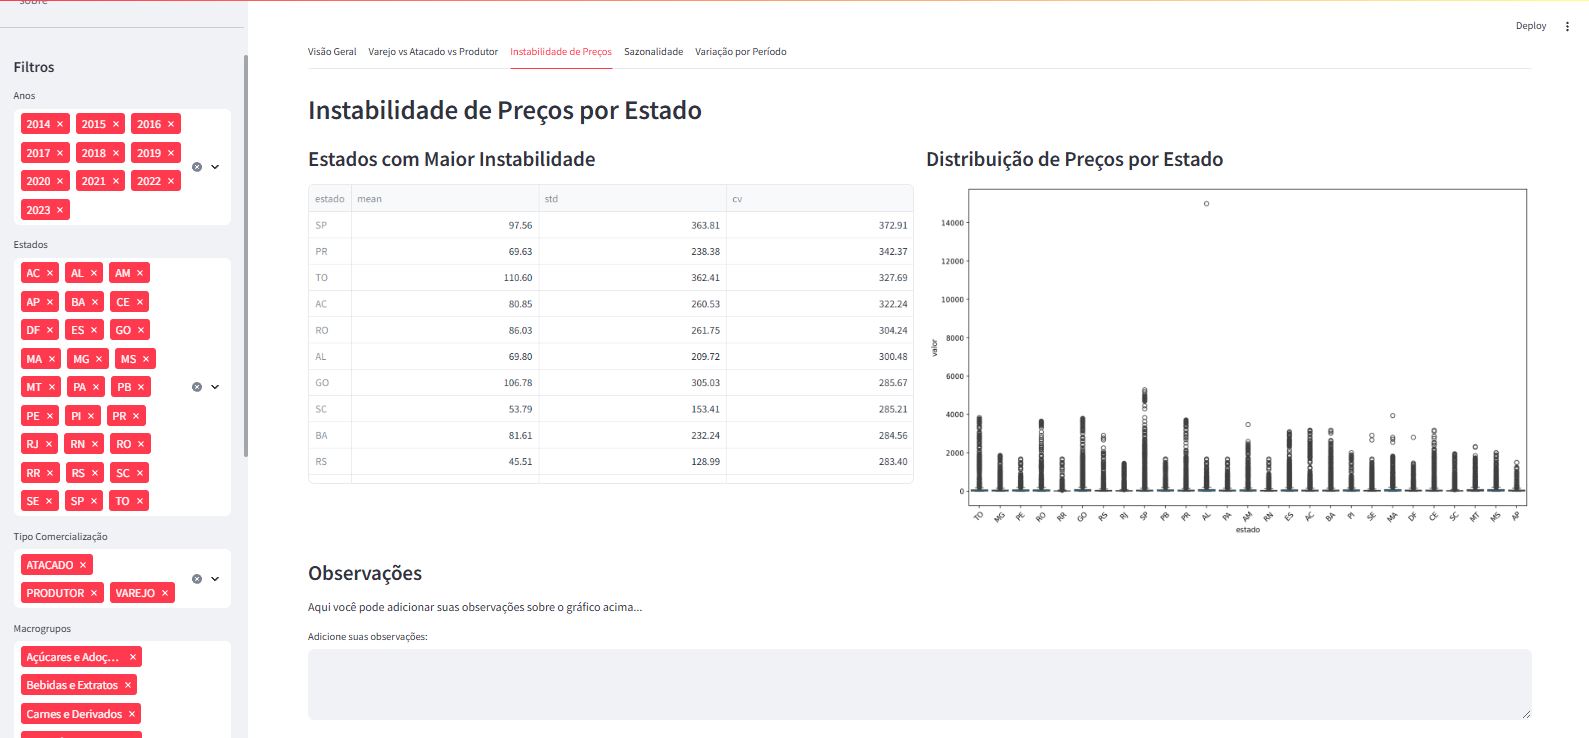 sobre
Filtros
Anos
2014 × 2015 × 2016 ×
2017 × 2018 × 2019 ×
2020 × 2021 × 2022 ×
2023 ×
Estados
AC × AL × AM ×
AP × BA × CE ×
DF × ES × GO ×
MA × MG × MS ×
MT × PA × PB ×
PE × PI × PR ×
RJ × RN × RO ×
RR × RS × SC ×
SE × SP × TO ×
Tipo Comercialização
ATACADO ×
PRODUTOR × VAREJO ×
Macrogrupos
Açúcares e Adoç... ×
Bebidas e Extratos ×
Carnes e Derivados ×
Deploy
Visão Geral Varejo vs Atacado vs Produtor Instabilidade de Preços Sazonalidade Variação por Período
Instabilidade de Preços por Estado
Estados com Maior Instabilidade
estado mean std cv
SP 97.56 363.81 372.91
PR 69.63 238.38 342.37
TO 110.60 362.41 327.69
AC 80.85 260.53 322.24
RO 86.03 261.75 304.24
AL 69.80 209.72 300.48
GO 106.78 305.03 285.67
SC 53.79 153.41 285.21
BA 81.61 232.24 284.56
RS 45.51 128.99 283.40
Distribuição de Preços por Estado
14000
12000
10000
8000
6000
4000
2000
0
valor
TO MG PE RO RR GO RS RJ SP PB PR AL PA AM RN ES AC BA PI SE MA DF CE SC MT MS AP
estado
Observações
Aqui você pode adicionar suas observações sobre o gráfico acima...
Adicione suas observações: